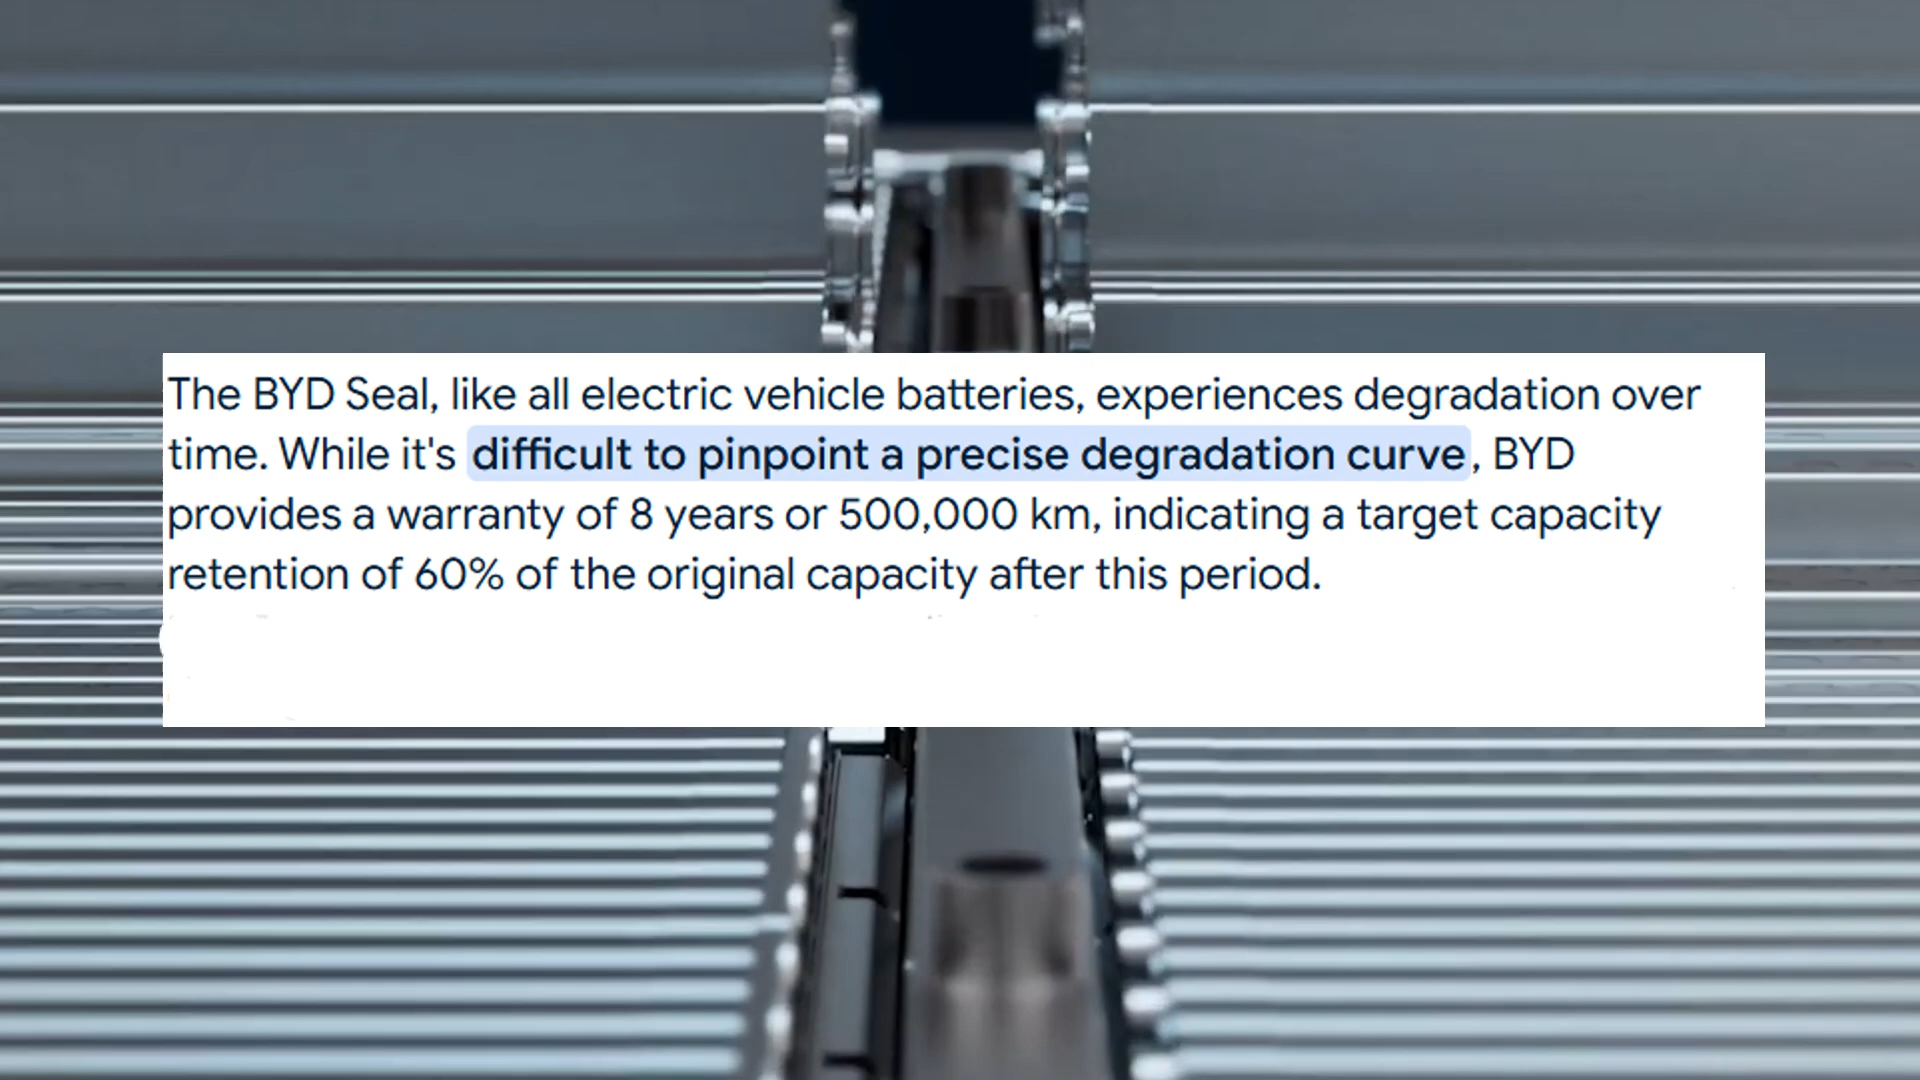 The BYD Seal, like all electric vehicle batteries, experiences degradation over
time. While it's difficult to pinpoint a precise degradation curve, BYD
provides a warranty of 8 years or 500,000 km, indicating a target capacity
retention of 60% of the original capacity after this period.